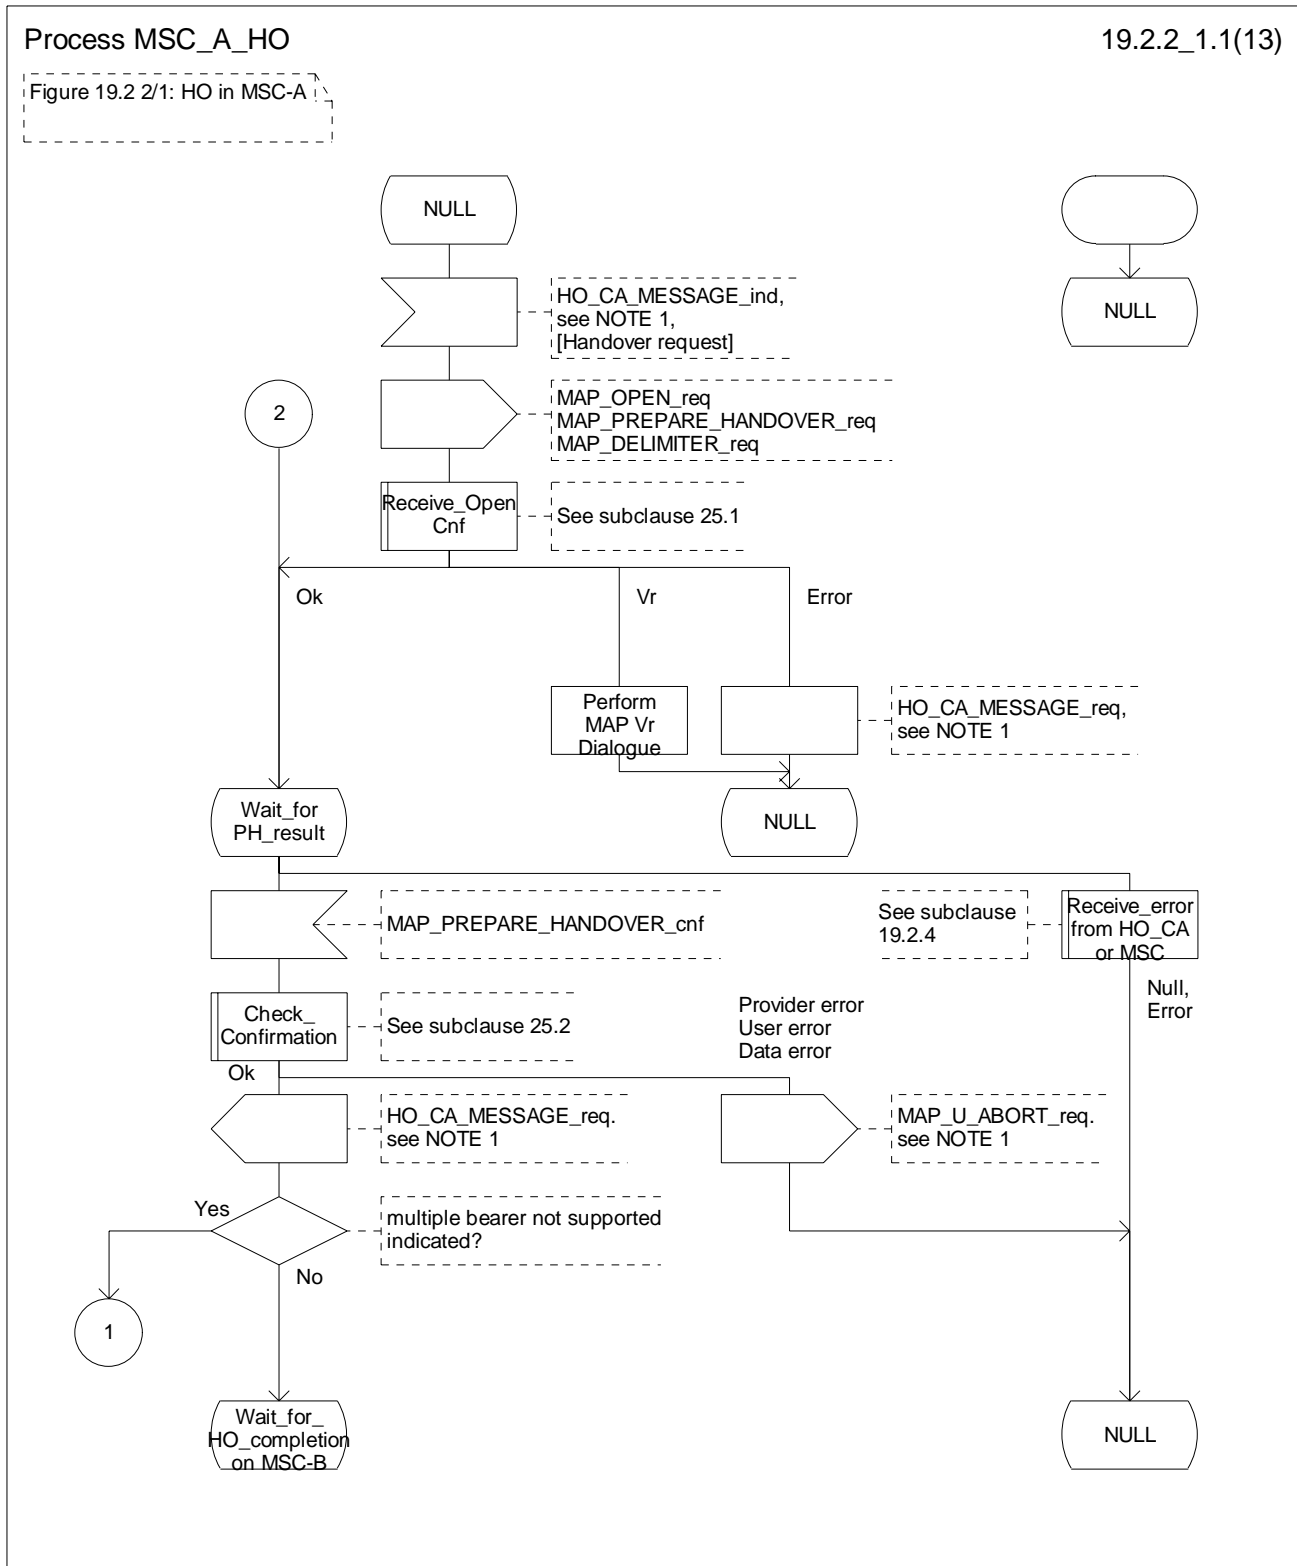 Process MSC_A_HO
19.2.2_1.1(13)
Figure 19.2 2/1: HO in MSC-A
NULL
HO_CA_MESSAGE_ind,
see NOTE 1,
[Handover request]
NULL
2
MAP_OPEN_req
MAP_PREPARE_HANDOVER_req
MAP_DELIMITER_req
Receive_Open
Cnf
See subclause 25.1
Ok
Vr
Error
Perform
MAP Vr
Dialogue
HO_CA_MESSAGE_req,
see NOTE 1
Wait_for
PH_result
NULL
MAP_PREPARE_HANDOVER_cnf
See subclause
19.2.4
Receive_error
from HO_CA
or MSC
Null,
Error
Check_
Confirmation
See subclause 25.2
Provider error
User error
Data error
Ok
HO_CA_MESSAGE_req.
see NOTE 1
MAP_U_ABORT_req.
see NOTE 1
Yes
multiple bearer not supported
indicated?
No
1
Wait_for_
HO_completion
on MSC-B
NULL